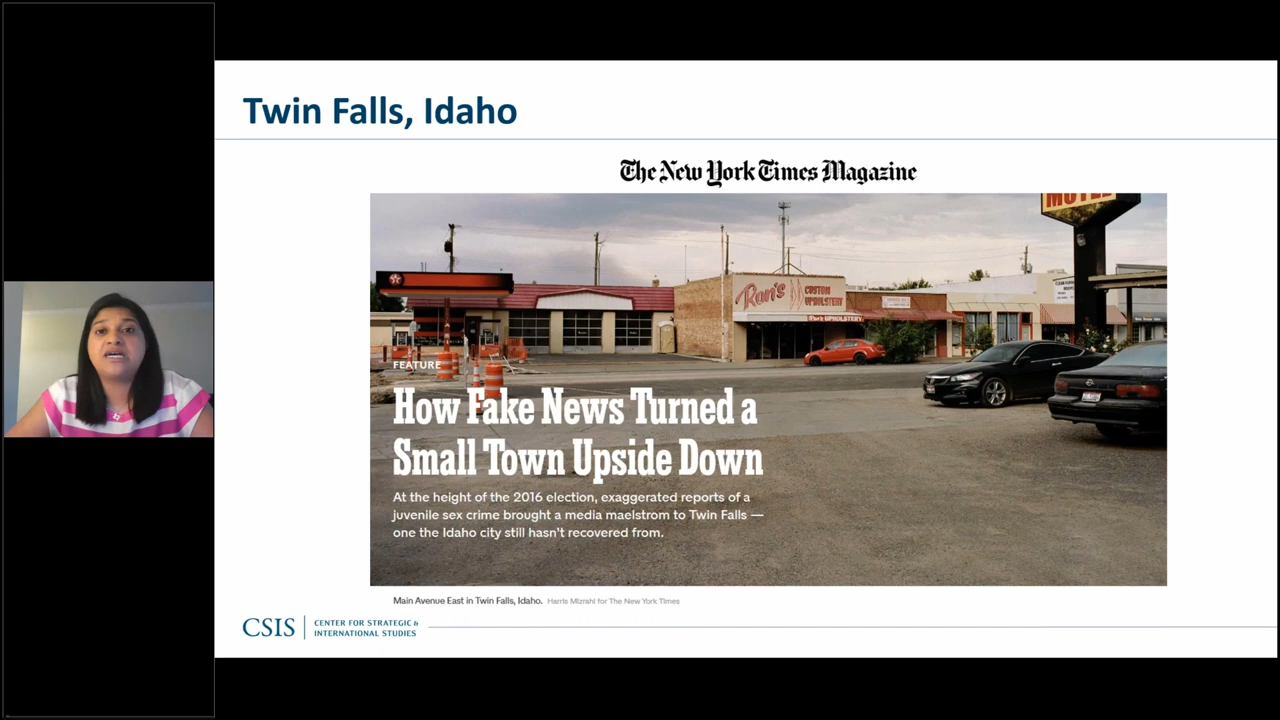 Twin Falls, Idaho
The New York Times Magazine
MOTEL
Ron's
CUSTOM
UPHOLSTERY
Ron's UPHOLSTERY
FEATURE
How Fake News Turned a
Small Town Upside Down
At the height of the 2016 election, exaggerated reports of a
juvenile sex crime brought a media maelstrom to Twin Falls —
one the Idaho city still hasn't recovered from.
Main Avenue East in Twin Falls, Idaho. Harris Mizrahi for The New York Times
CSIS
CENTER FOR STRATEGIC &
INTERNATIONAL STUDIES